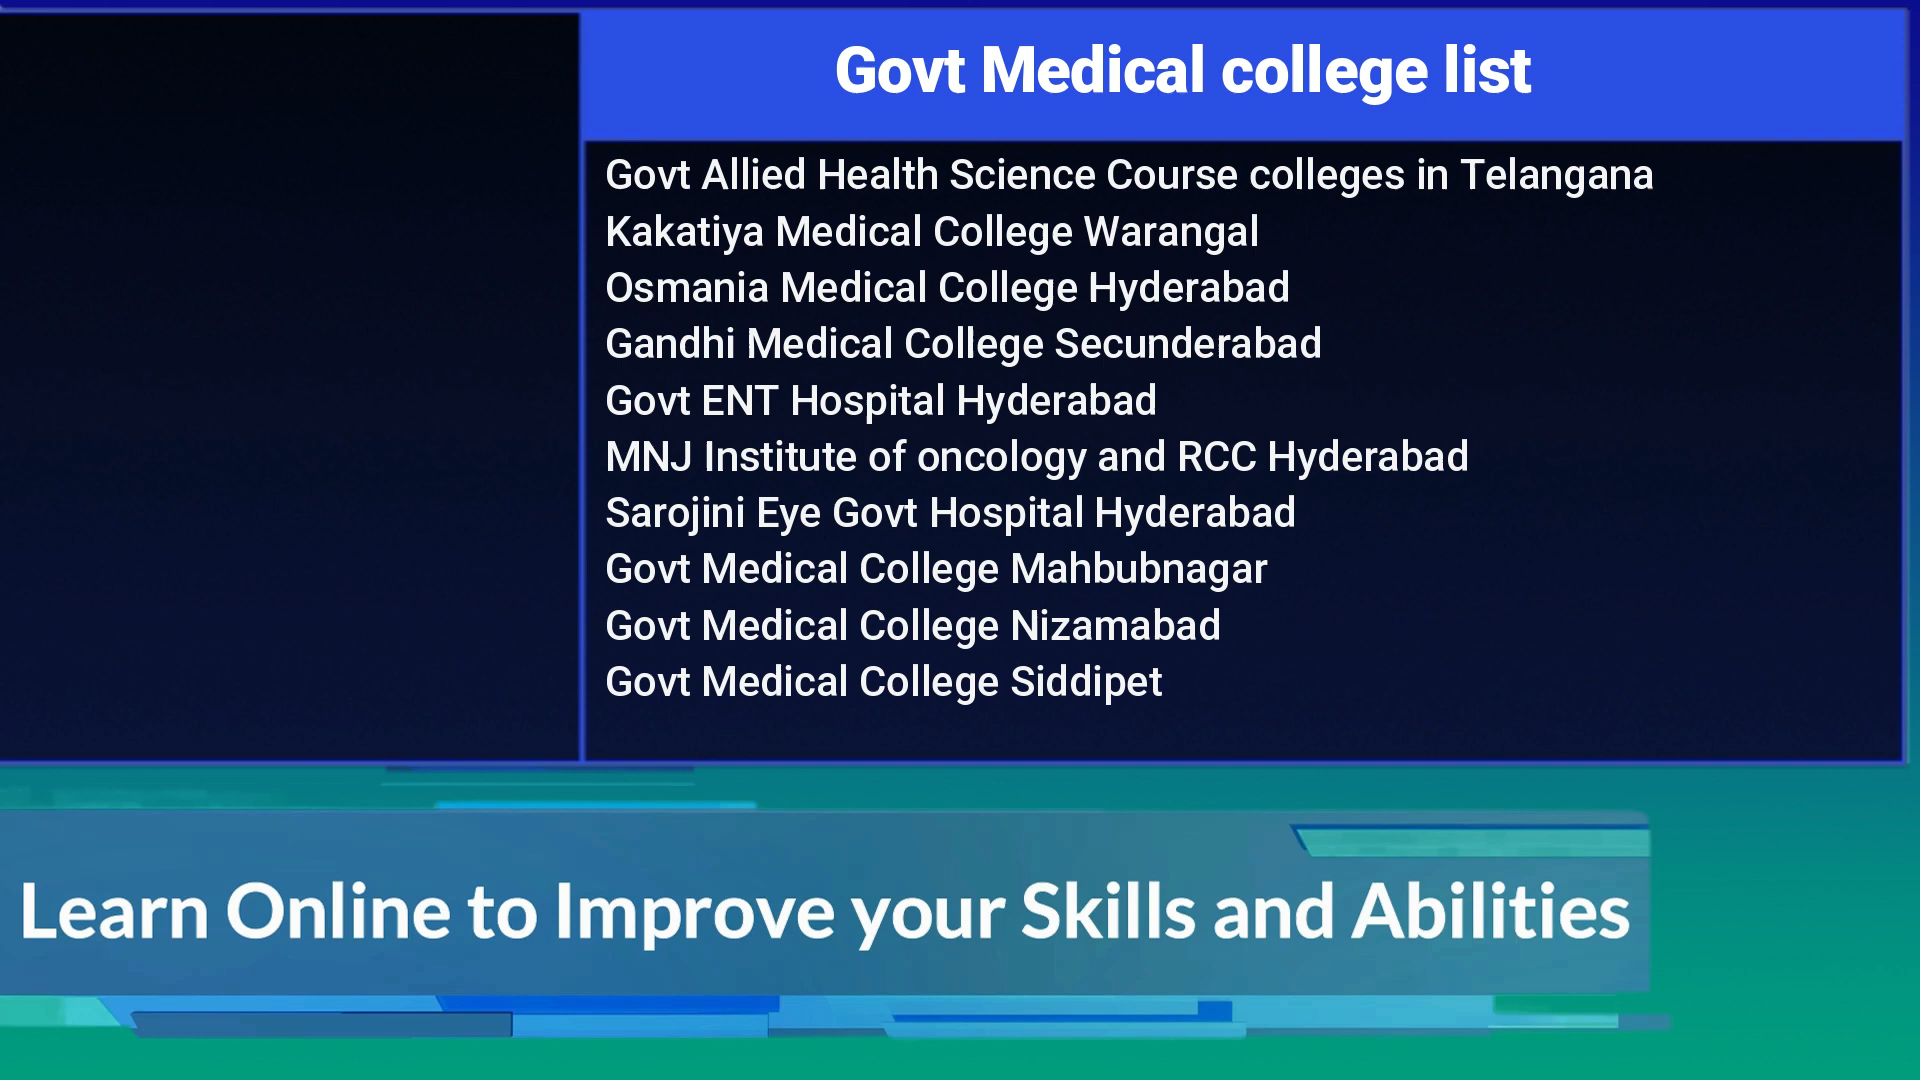 Govt Medical college list
Govt Allied Health Science Course colleges in Telangana
Kakatiya Medical College Warangal
Osmania Medical College Hyderabad
Gandhi Medical College Secunderabad
Govt ENT Hospital Hyderabad
MNJ Institute of oncology and RCC Hyderabad
Sarojini Eye Govt Hospital Hyderabad
Govt Medical College Mahbubnagar
Govt Medical College Nizamabad
Govt Medical College Siddipet
Learn Online to Improve your Skills and Abilities